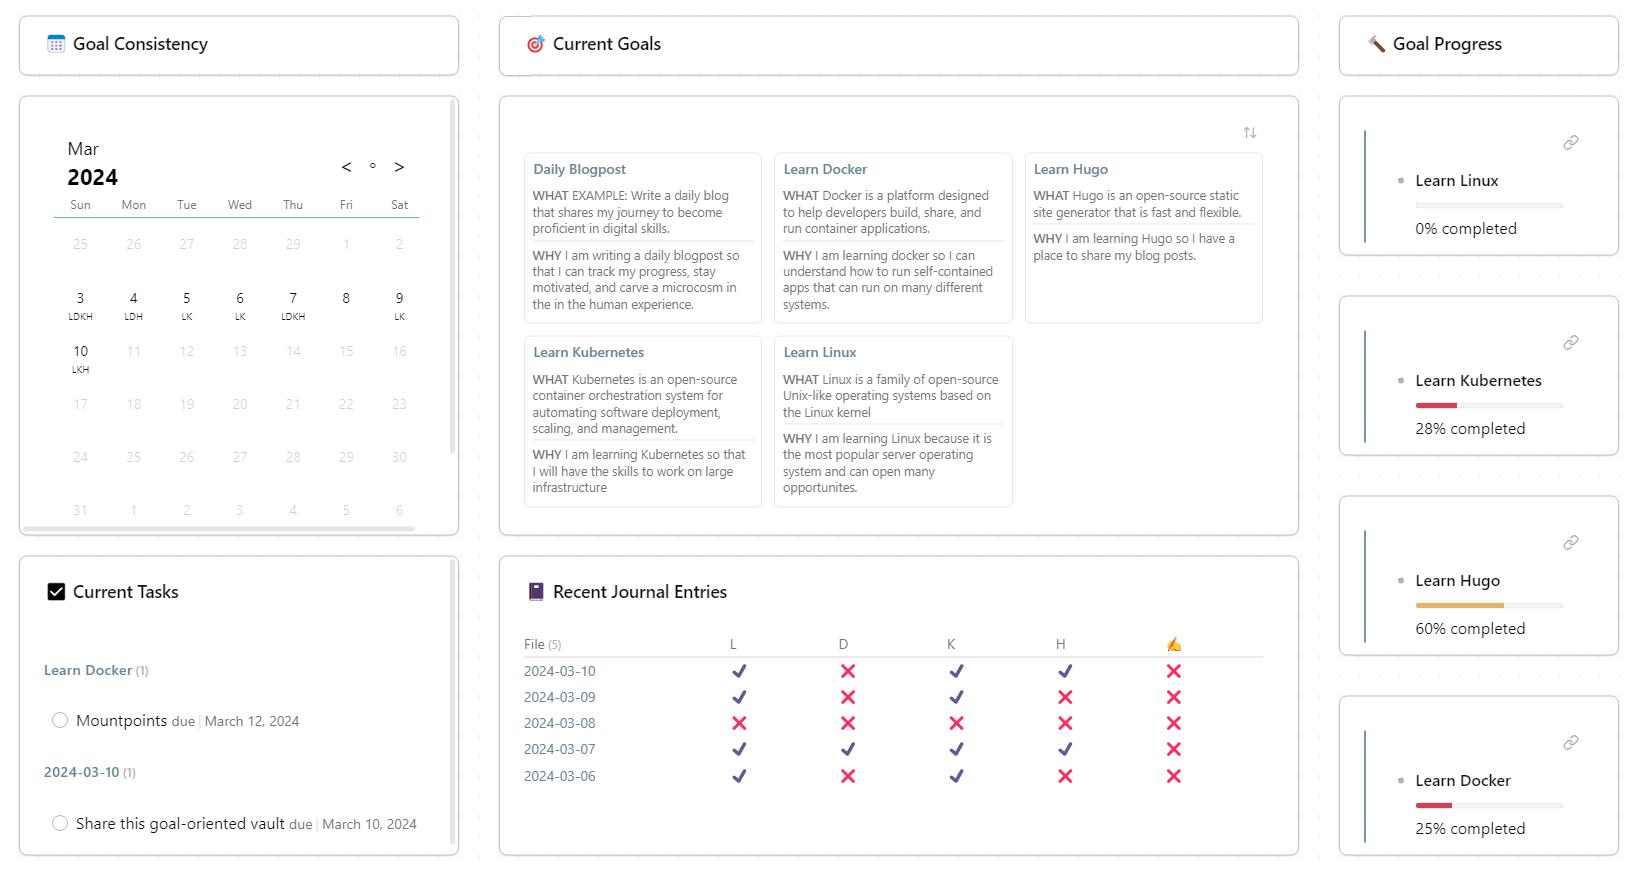 Goal Consistency
Mar
2024
< ° >
Sun Mon Tue Wed Thu Fri Sat
25 26 27 28 29 1 2
3 4 5 6 7 8 9
LDKH LDH LK LK LDKH LK
10 11 12 13 14 15 16
LKH
17 18 19 20 21 22 23
24 25 26 27 28 29 30
31 1 2 3 4 5 6
Current Tasks
Learn Docker (1)
Mountpoints due | March 12, 2024
2024-03-10 (1)
Share this goal-oriented vault due | March 10, 2024
Current Goals
Daily Blogpost
WHAT EXAMPLE: Write a daily blog
that shares my journey to become
proficient in digital skills.
WHY I am writing a daily blogpost so
that I can track my progress, stay
motivated, and carve a microcosm in
the in the human experience.
Learn Docker
WHAT Docker is a platform designed
to help developers build, share, and
run container applications.
WHY I am learning docker so I can
understand how to run self-contained
apps that can run on many different
systems.
Learn Hugo
WHAT Hugo is an open-source static
site generator that is fast and flexible.
WHY I am learning Hugo so I have a
place to share my blog posts.
Learn Kubernetes
WHAT Kubernetes is an open-source
container orchestration system for
automating software deployment,
scaling, and management.
WHY I am learning Kubernetes so that
I will have the skills to work on large
infrastructure
Learn Linux
WHAT Linux is a family of open-source
Unix-like operating systems based on
the Linux kernel
WHY I am learning Linux because it is
the most popular server operating
system and can open many
opportunites.
Recent Journal Entries
File (5) L D K H ✍
2024-03-10 ✔ ❌ ✔ ✔ ❌
2024-03-09 ✔ ❌ ✔ ❌ ❌
2024-03-08 ❌ ❌ ❌ ❌ ❌
2024-03-07 ✔ ✔ ✔ ✔ ❌
2024-03-06 ✔ ❌ ✔ ❌ ❌
Goal Progress
Learn Linux
0% completed
Learn Kubernetes
28% completed
Learn Hugo
60% completed
Learn Docker
25% completed